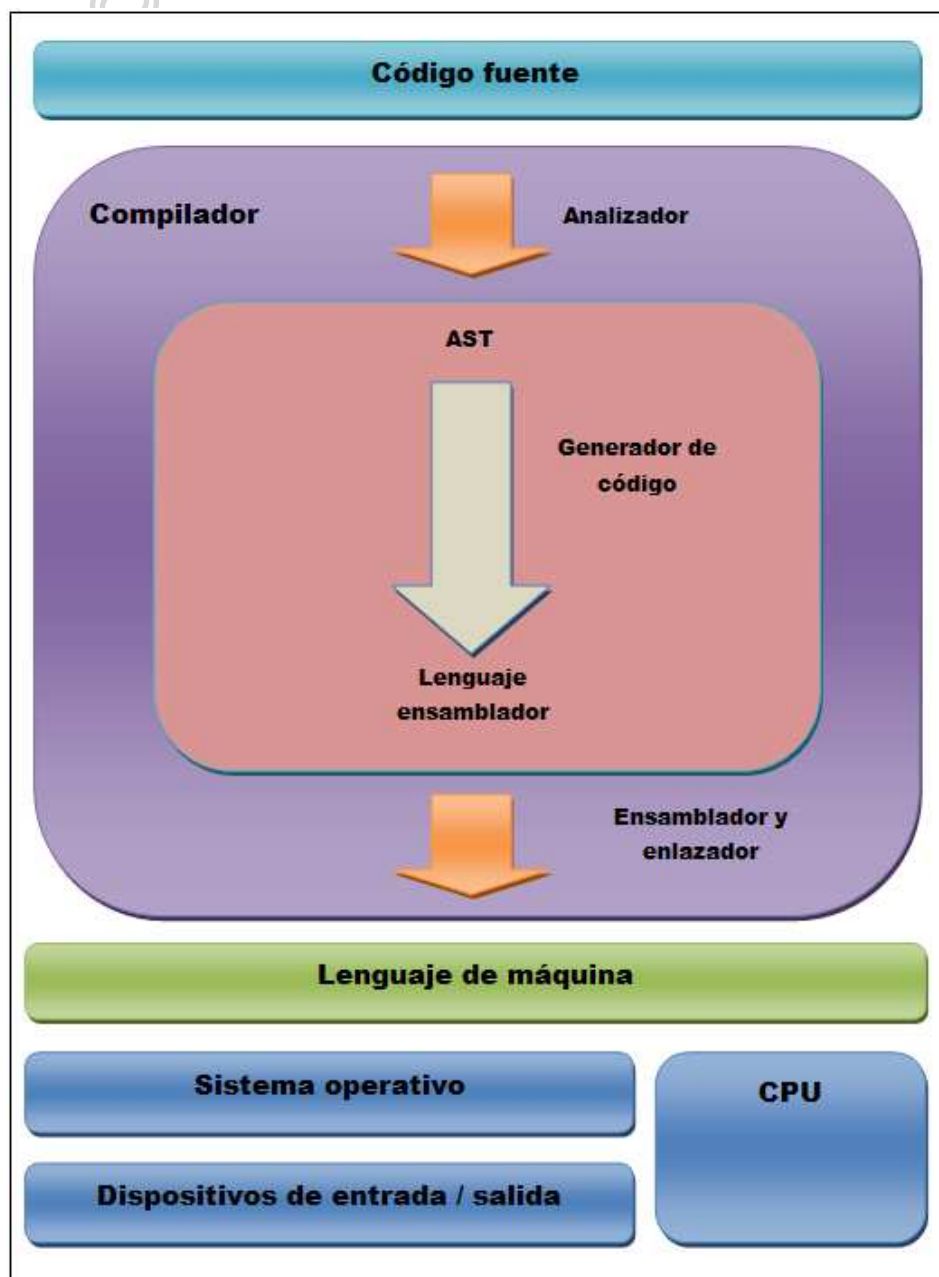 Código fuente
Compilador
Analizador
AST
Generador de
código
Lenguaje
ensamblador
Ensamblador y
enlazador
Lenguaje de máquina
Sistema operativo
CPU
Dispositivos de entrada / salida